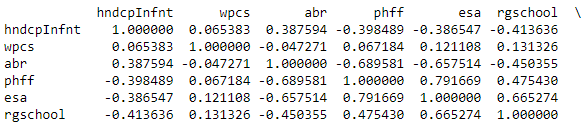 hndcpInfnt wpcs abr phff esa rgschool \
hndcpInfnt 1.000000 0.065383 0.387594 -0.398489 -0.386547 -0.413636
wpcs 0.065383 1.000000 -0.047271 0.067184 0.121108 0.131326
abr 0.387594 -0.047271 1.000000 -0.689581 -0.657514 -0.450355
phff -0.398489 0.067184 -0.689581 1.000000 0.791669 0.475430
esa -0.386547 0.121108 -0.657514 0.791669 1.000000 0.665274
rgschool -0.413636 0.131326 -0.450355 0.475430 0.665274 1.000000